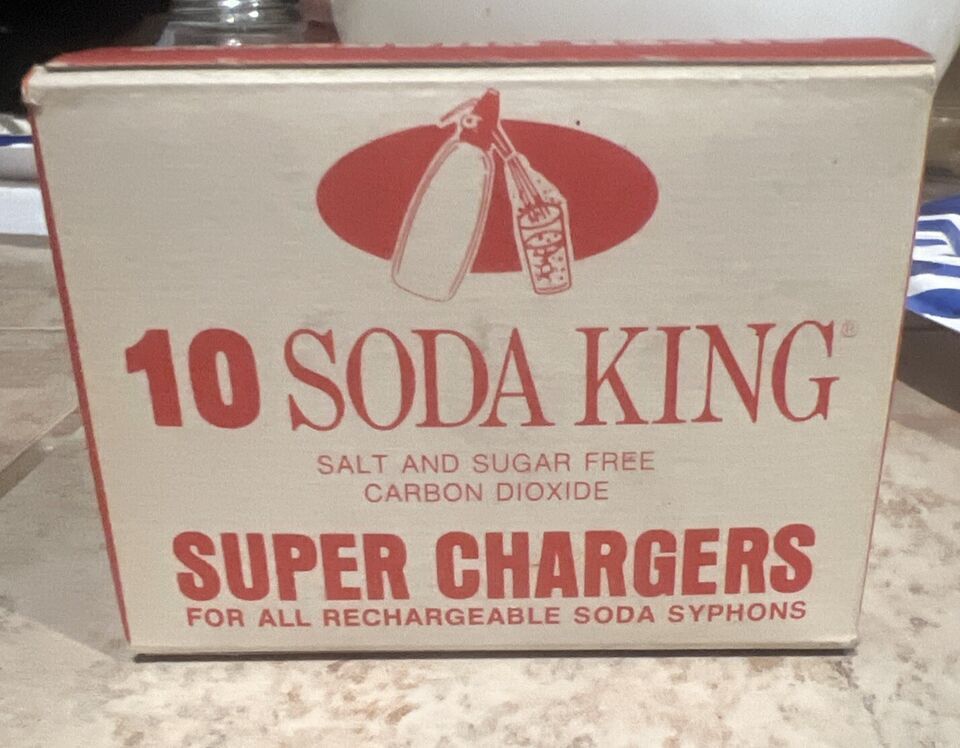 10 SODA KING®
SALT AND SUGAR FREE
CARBON DIOXIDE
SUPER CHARGERS
FOR ALL RECHARGEABLE SODA SYPHONS